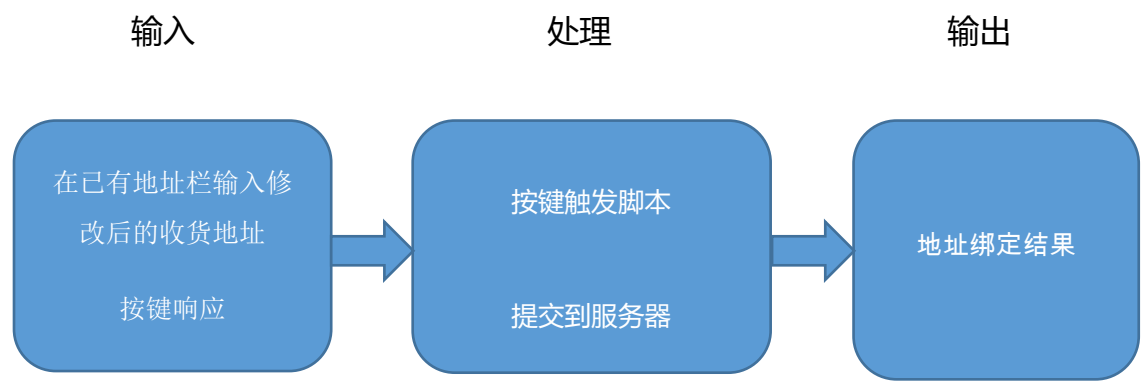 输入
处理
输出
在已有地址栏输入修
改后的收货地址
按键响应
按键触发脚本
提交到服务器
地址绑定结果